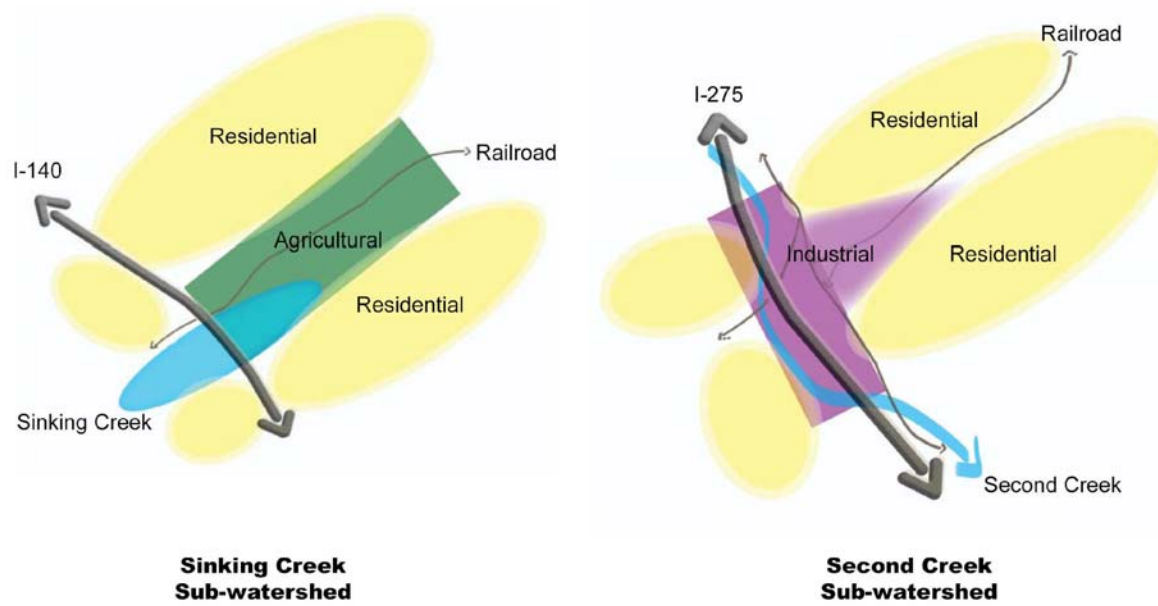 Residential
Railroad
I-140
Agricultural
Residential
Sinking Creek
Sinking Creek
Sub-watershed
Railroad
I-275
Residential
Industrial
Residential
Second Creek
Second Creek
Sub-watershed